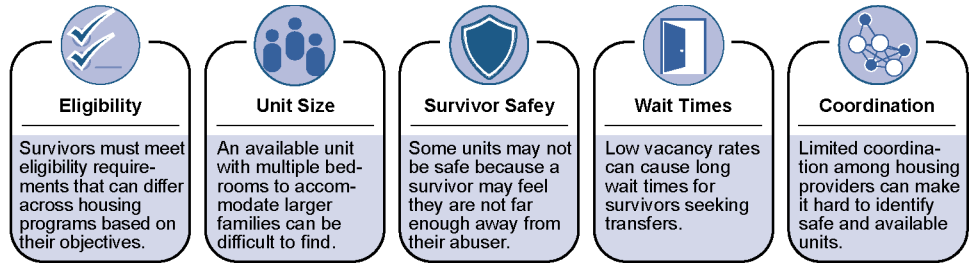 Eligibility
Survivors must meet
eligibility require-
ments that can differ
across housing
programs based on
their objectives.
Unit Size
An available unit
with multiple bed-
rooms to accom-
modate larger
families can be
difficult to find.
Survivor Safey
Some units may not
be safe because a
survivor may feel
they are not far
enough away from
their abuser.
Wait Times
Low vacancy rates
can cause long
wait times for
survivors seeking
transfers.
Coordination
Limited coordina-
tion among housing
providers can make
it hard to identify
safe and available
units.